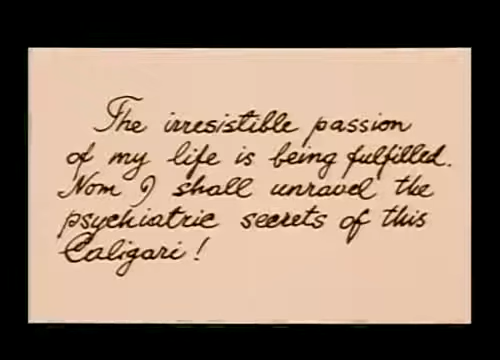 The irresistible passion
of my life is being fulfilled.
Now I shall unravel the
psychiatric secrets of this
Caligari!